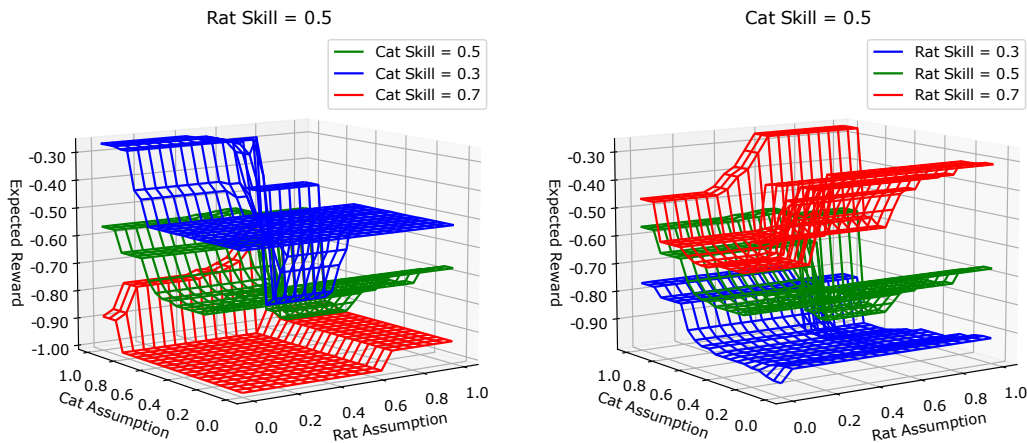 Rat Skill = 0.5
Cat Skill = 0.5
Cat Skill = 0.3
Cat Skill = 0.7
-0.30
-0.40
-0.50
-0.60
-0.70
-0.80
-0.90
-1.00
Expected Reward
1.0
0.8
0.6
0.4
0.2
0.0
Cat Assumption
0.0
0.2
0.4
0.6
0.8
1.0
Rat Assumption
Cat Skill = 0.5
Rat Skill = 0.3
Rat Skill = 0.5
Rat Skill = 0.7
-0.30
-0.40
-0.50
-0.60
-0.70
-0.80
-0.90
Expected Reward
1.0
0.8
0.6
0.4
0.2
0.0
Cat Assumption
0.0
0.2
0.4
0.6
0.8
1.0
Rat Assumption